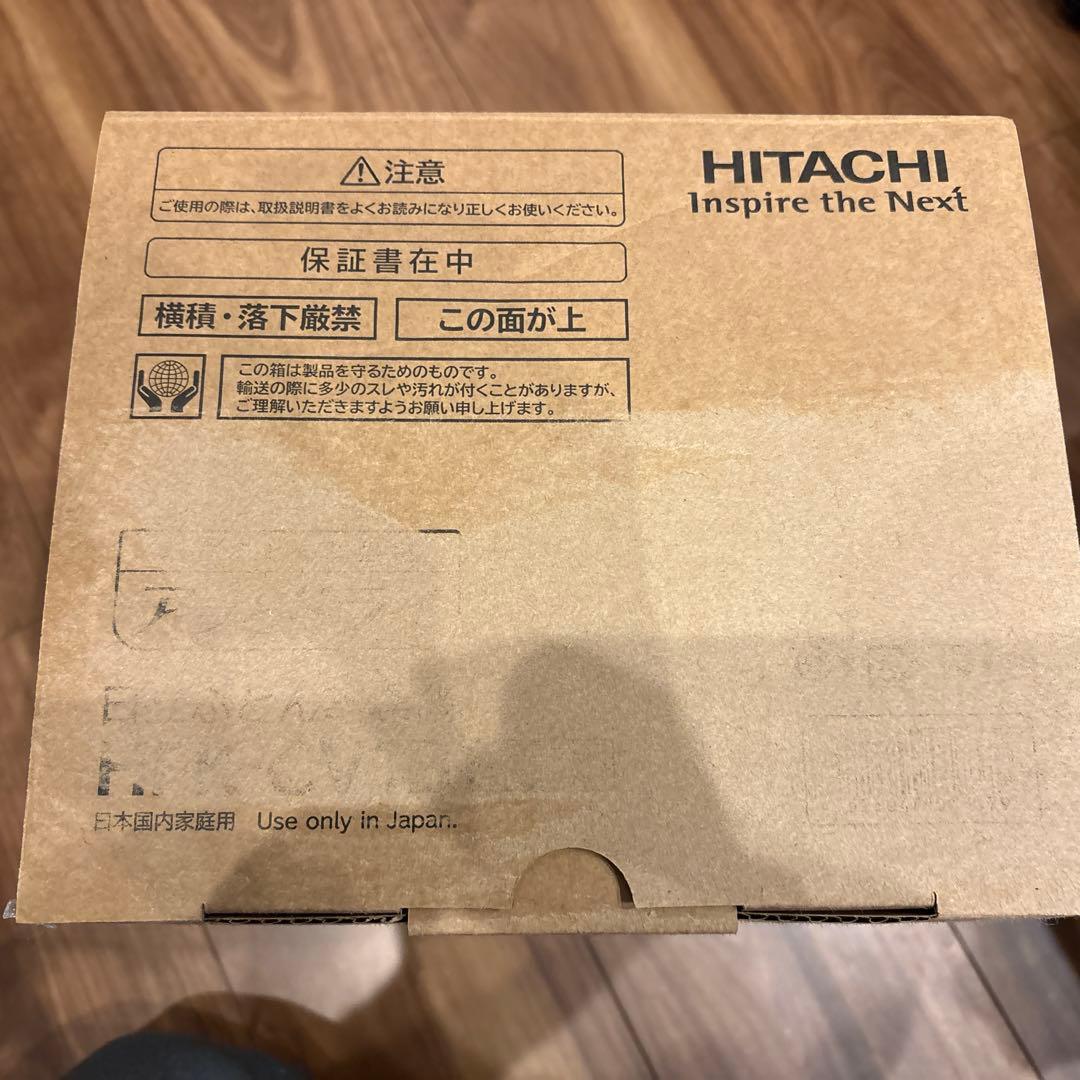 注意
ご使用の際は、取扱説明書をよくお読みになり正しくお使いください。
HITACHI
Inspire the Next
保証書在中
横積・落下厳禁
この面が上
この箱は製品を守るためのものです。
輸送の際に多少のスレや汚れが付くことがありますが、
ご理解いただきますようお願い申し上げます。
日本国内家庭用 Use only in Japan.